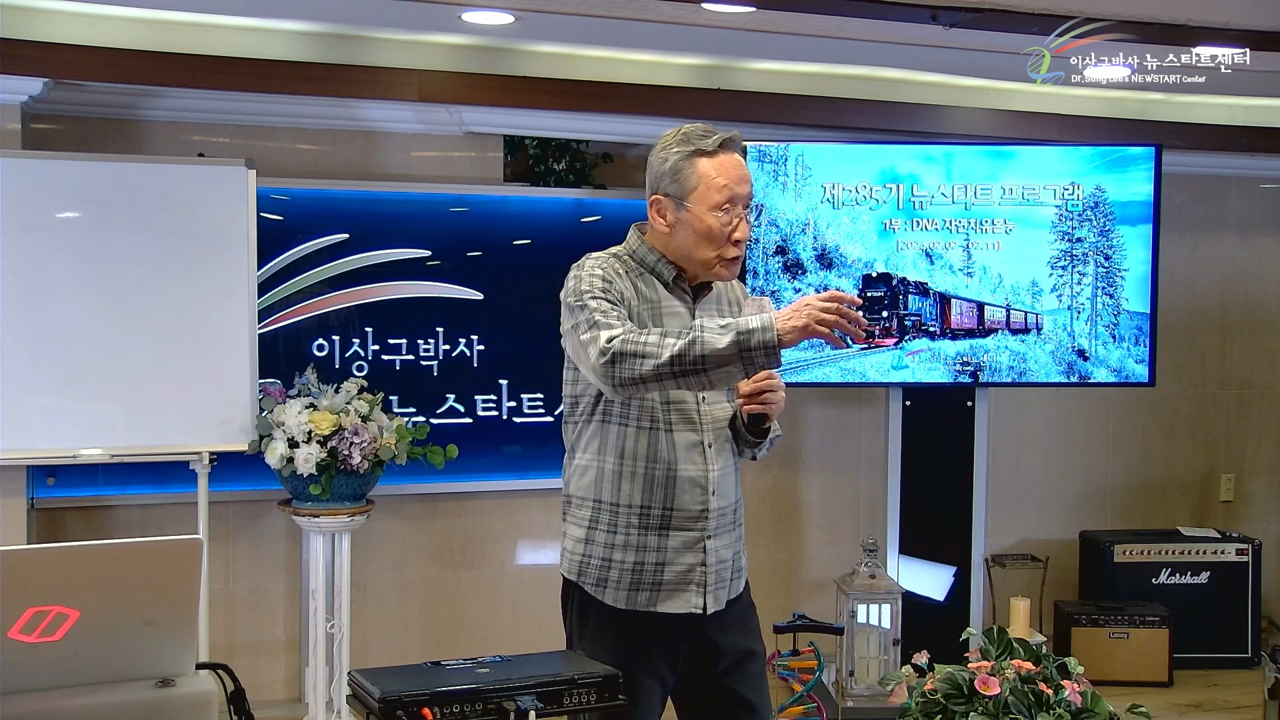 이상구박사 뉴스타트센터
Dr. Sang Lee's NEWSTART Center
제285기 뉴스타트 프로그램
1부 : DNA 자연치유본능
이상구박사
뉴스타트
Marshall
Laney